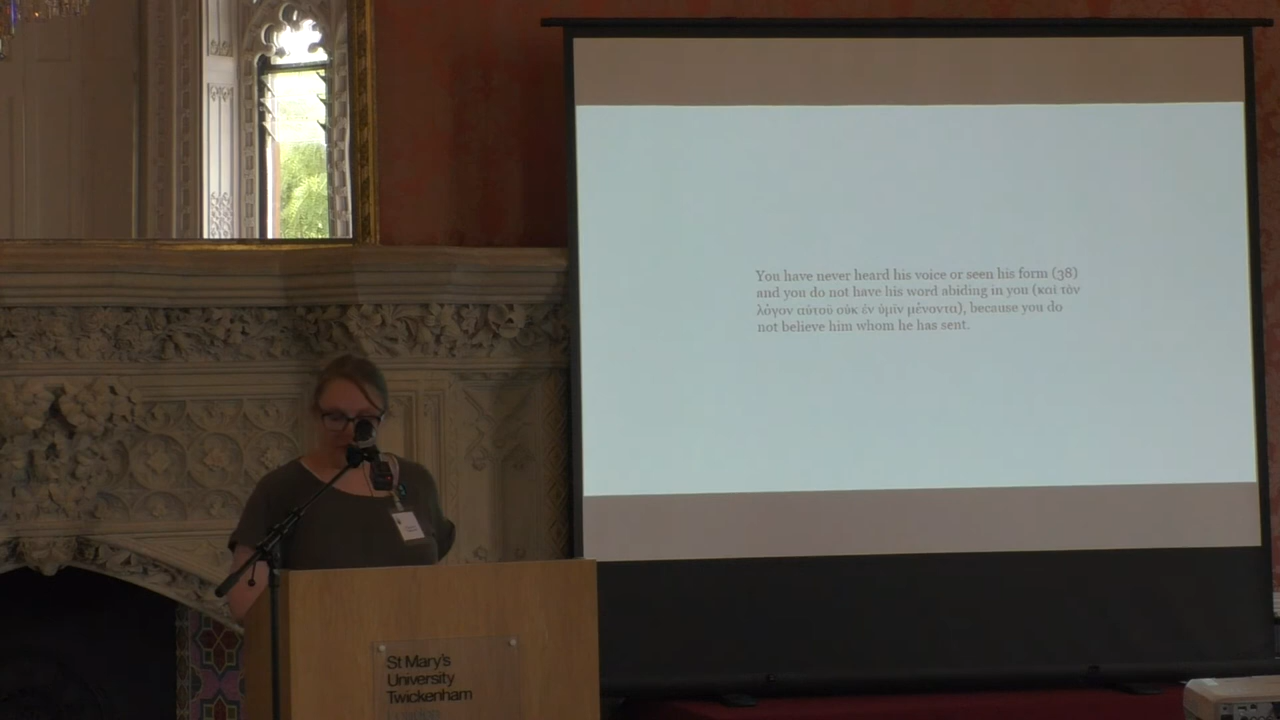 You have never heard his voice or seen his form (38)
and you do not have his word abiding in you (καὶ τὸν
λόγον αὐτοῦ οὐκ ἐν ὑμῖν μένοντα), because you do
not believe him whom he has sent.
St Mary's
University
Twickenham
London